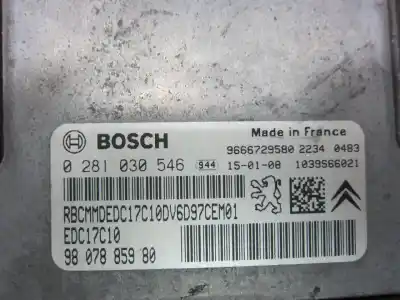 BOSCH
Made in France
9666729580 2234 0483
0 281 030 546 944 15-01-08 1039S66021
RBCMMDEDC17C10DV6D97CEM01
EDC17C10
98 078 859 80